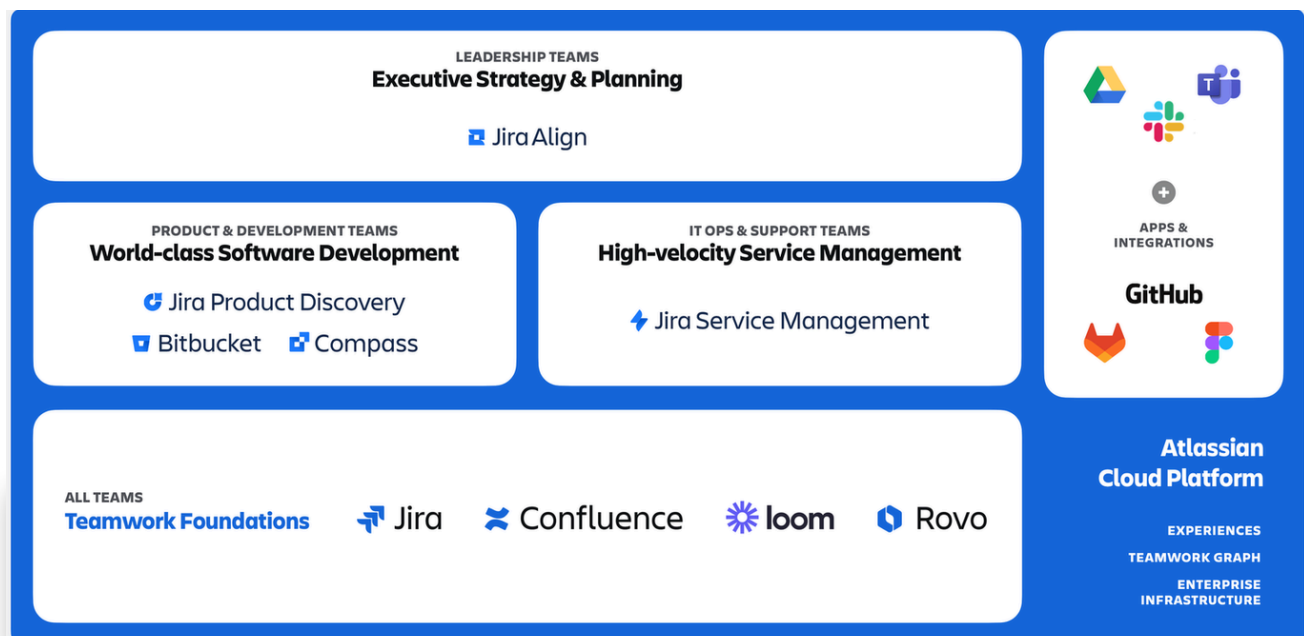 LEADERSHIP TEAMS
Executive Strategy & Planning
Jira Align
PRODUCT & DEVELOPMENT TEAMS
World-class Software Development
Jira Product Discovery
Bitbucket
Compass
IT OPS & SUPPORT TEAMS
High-velocity Service Management
Jira Service Management
ALL TEAMS
Teamwork Foundations
Jira
Confluence
loom
Rovo
T
APPS &
INTEGRATIONS
GitHub
Atlassian
Cloud Platform
EXPERIENCES
TEAMWORK GRAPH
ENTERPRISE
INFRASTRUCTURE